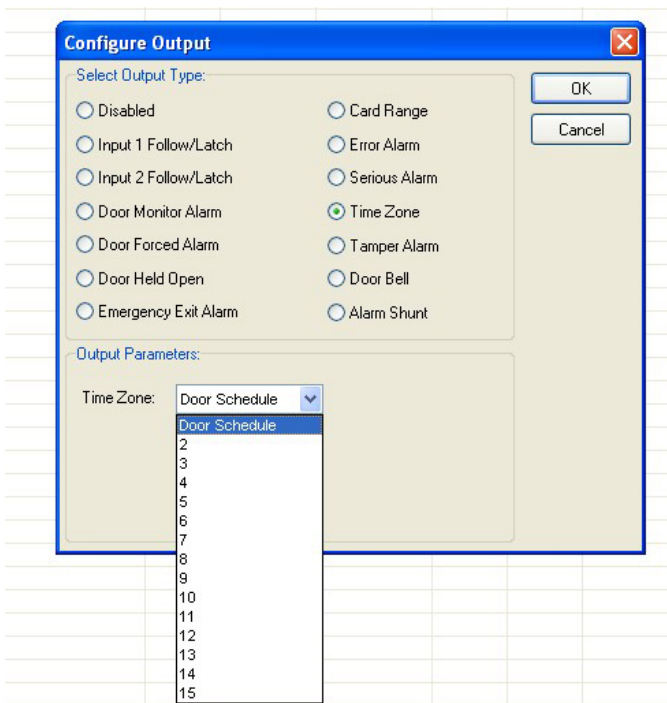 Configure Output
Select Output Type:
OK
Cancel
Disabled
Input 1 Follow/Latch
Input 2 Follow/Latch
Door Monitor Alarm
Door Forced Alarm
Door Held Open
Emergency Exit Alarm
Card Range
Error Alarm
Serious Alarm
Time Zone
Tamper Alarm
Door Bell
Alarm Shunt
Output Parameters:
Time Zone: Door Schedule
Door Schedule
2
3
4
5
6
7
8
9
10
11
12
13
14
15